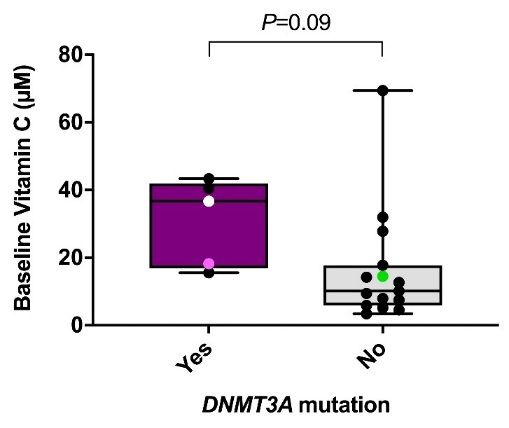 P=0.09
Baseline Vitamin C (µM)
80
60
40
20
0
Yes
No
DNMT3A mutation